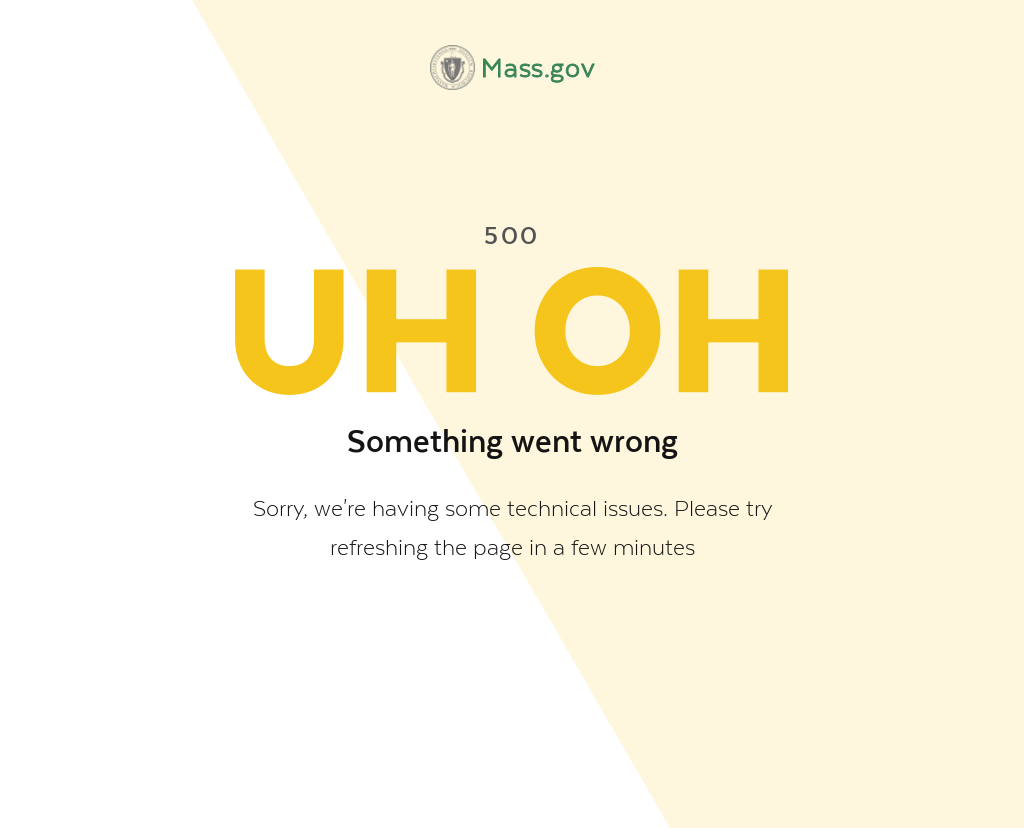 Mass.gov
500
UH OH
Something went wrong
Sorry, we're having some technical issues. Please try
refreshing the page in a few minutes